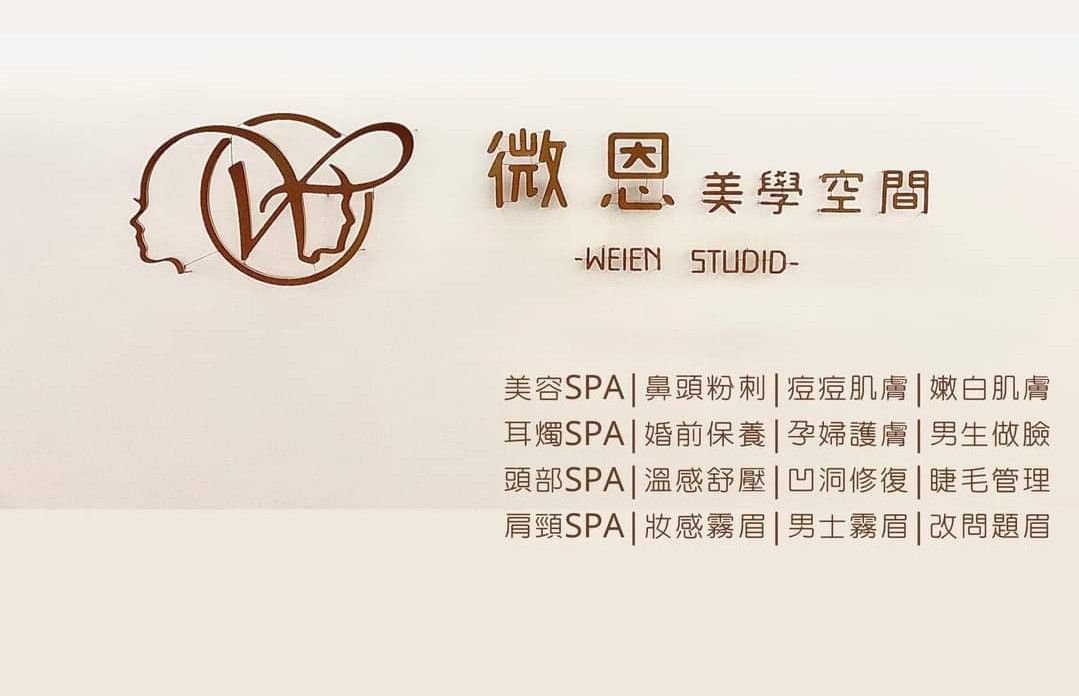 微恩美學空間
-WEIEN STUDIO-
美容SPA|鼻頭粉刺|痘痘肌膚|嫩白肌膚
耳燭SPA|婚前保養|孕婦護膚|男生做臉
頭部SPA|溫感舒壓|凹洞修復|睫毛管理
肩頸SPA|妝感霧眉|男士霧眉|改問題眉